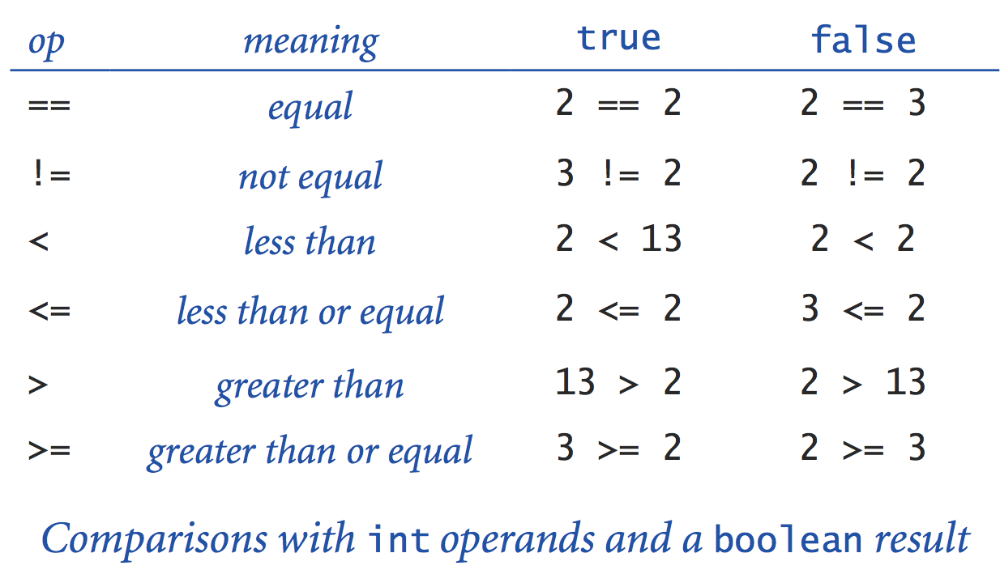 op meaning true false
== equal 2 == 2 2 == 3
!= not equal 3 != 2 2 != 2
< less than 2 < 13 2 < 2
<= less than or equal 2 <= 2 3 <= 2
> greater than 13 > 2 2 > 13
>= greater than or equal 3 >= 2 2 >= 3
Comparisons with int operands and a boolean result